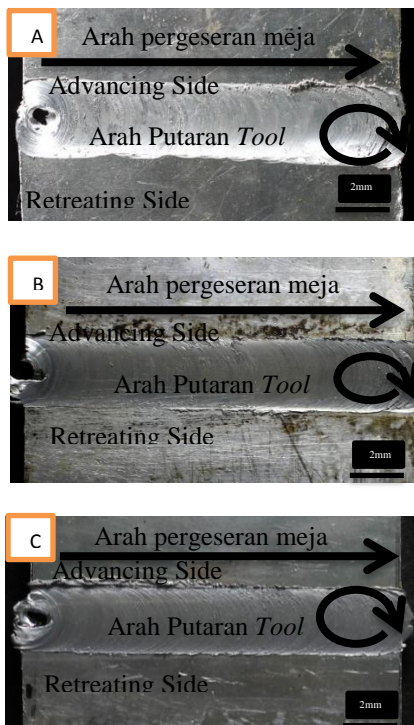 A
Arah pergeseran meja
Advancing Side
Arah Putaran Tool
2mm
Retreating Side
B
Arah pergeseran meja
Advancing Side
Arah Putaran Tool
Retreating Side
2mm
C
Arah pergeseran meja
Advancing Side
Arah Putaran Tool
Retreating Side
2mm